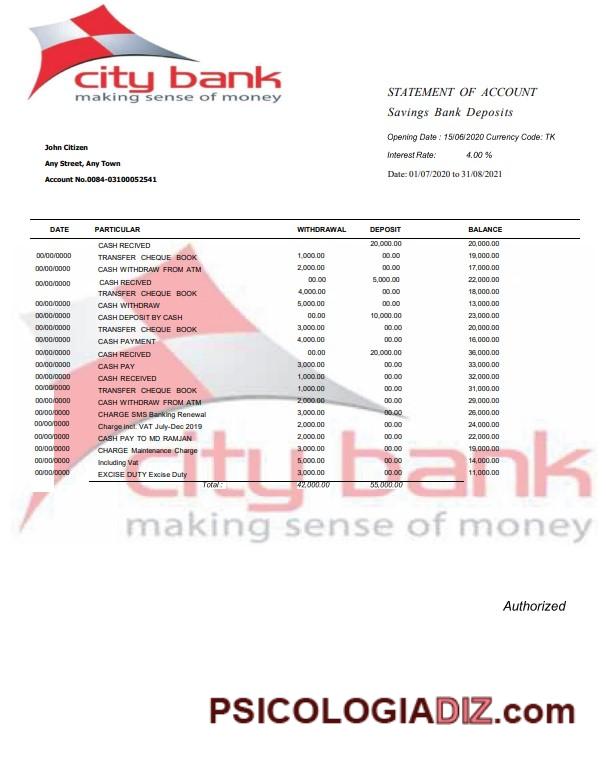 city bank
making sense of money
STATEMENT OF ACCOUNT
Savings Bank Deposits
Opening Date : 15/06/2020 Currency Code: TK
Interest Rate: 4.00 %
Date: 01/07/2020 to 31/08/2021
John Citizen
Any Street, Any Town
Account No.0084-03100052541
DATE PARTICULAR WITHDRAWAL DEPOSIT BALANCE
CASH RECIVED 20,000.00 20,000.00
00/00/0000 TRANSFER CHEQUE BOOK 1,000.00 00.00 19,000.00
00/00/0000 CASH WITHDRAW FROM ATM 2,000.00 00.00 17,000.00
00/00/0000 CASH RECIVED 00.00 5,000.00 22,000.00
TRANSFER CHEQUE BOOK 4,000.00 00.00 18,000.00
00/00/0000 CASH WITHDRAW 5,000.00 00.00 13,000.00
00/00/0000 CASH DEPOSIT BY CASH 00.00 10,000.00 23,000.00
00/00/0000 TRANSFER CHEQUE BOOK 3,000.00 00.00 20,000.00
00/00/0000 CASH PAYMENT 4,000.00 00.00 16,000.00
00/00/0000 CASH RECIVED 00.00 20,000.00 36,000.00
00/00/0000 CASH PAY 3,000.00 00.00 33,000.00
00/00/0000 CASH RECEIVED 1,000.00 00.00 32,000.00
00/00/0000 TRANSFER CHEQUE BOOK 1,000.00 00.00 31,000.00
00/00/0000 CASH WITHDRAW FROM ATM 2,000.00 00.00 29,000.00
00/00/0000 CHARGE SMS Banking Renewal 3,000.00 00.00 26,000.00
00/00/0000 Charge incl. VAT July-Dec 2019 2,000.00 00.00 24,000.00
00/00/0000 CASH PAY TO MD RAMJAN 2,000.00 00.00 22,000.00
00/00/0000 CHARGE Maintenance Charge 3,000.00 00.00 19,000.00
00/00/0000 Including Vat 5,000.00 00.00 14,000.00
00/00/0000 EXCISE DUTY Excise Duty 3,000.00 00.00 11,000.00
Total : 42,000.00 55,000.00
city bank
making sense of money
Authorized
PSICOLOGIADIZ.com